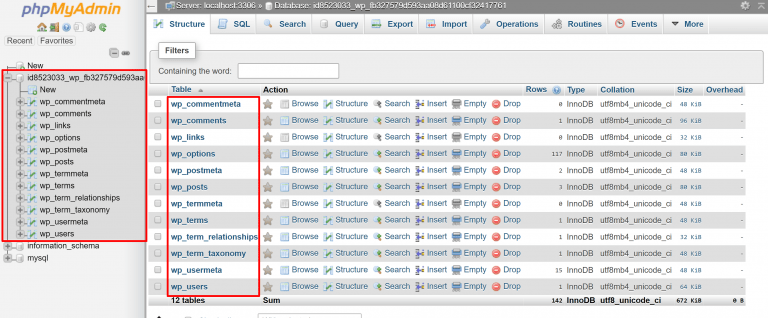 phpMyAdmin
Recent Favorites
New
id8523033_wp_fb327579d593aa
New
wp_commentmeta
wp_comments
wp_links
wp_options
wp_postmeta
wp_posts
wp_termmeta
wp_terms
wp_term_relationships
wp_term_taxonomy
wp_usermeta
wp_users
information_schema
mysql
Server: localhost:3306 » Database: id8523033_wp_fb327579d593aa08d61100cf32417761
Structure SQL Search Query Export Import Operations Routines Events More
Filters
Containing the word:
Table Action Rows Type Collation Size Overhead
wp_commentmeta Browse Structure Search Insert Empty Drop 0 InnoDB utf8mb4_unicode_ci 48 KiB -
wp_comments Browse Structure Search Insert Empty Drop 1 InnoDB utf8mb4_unicode_ci 96 KiB -
wp_links Browse Structure Search Insert Empty Drop 0 InnoDB utf8mb4_unicode_ci 32 KiB -
wp_options Browse Structure Search Insert Empty Drop 117 InnoDB utf8mb4_unicode_ci 80 KiB -
wp_postmeta Browse Structure Search Insert Empty Drop 2 InnoDB utf8mb4_unicode_ci 48 KiB -
wp_posts Browse Structure Search Insert Empty Drop 3 InnoDB utf8mb4_unicode_ci 80 KiB -
wp_termmeta Browse Structure Search Insert Empty Drop 0 InnoDB utf8mb4_unicode_ci 48 KiB -
wp_terms Browse Structure Search Insert Empty Drop 1 InnoDB utf8mb4_unicode_ci 48 KiB -
wp_term_relationships Browse Structure Search Insert Empty Drop 1 InnoDB utf8mb4_unicode_ci 32 KiB -
wp_term_taxonomy Browse Structure Search Insert Empty Drop 1 InnoDB utf8mb4_unicode_ci 48 KiB -
wp_usermeta Browse Structure Search Insert Empty Drop 15 InnoDB utf8mb4_unicode_ci 48 KiB -
wp_users Browse Structure Search Insert Empty Drop 1 InnoDB utf8mb4_unicode_ci 64 KiB -
12 tables Sum 142 InnoDB utf8_unicode_ci 672 KiB 0 B